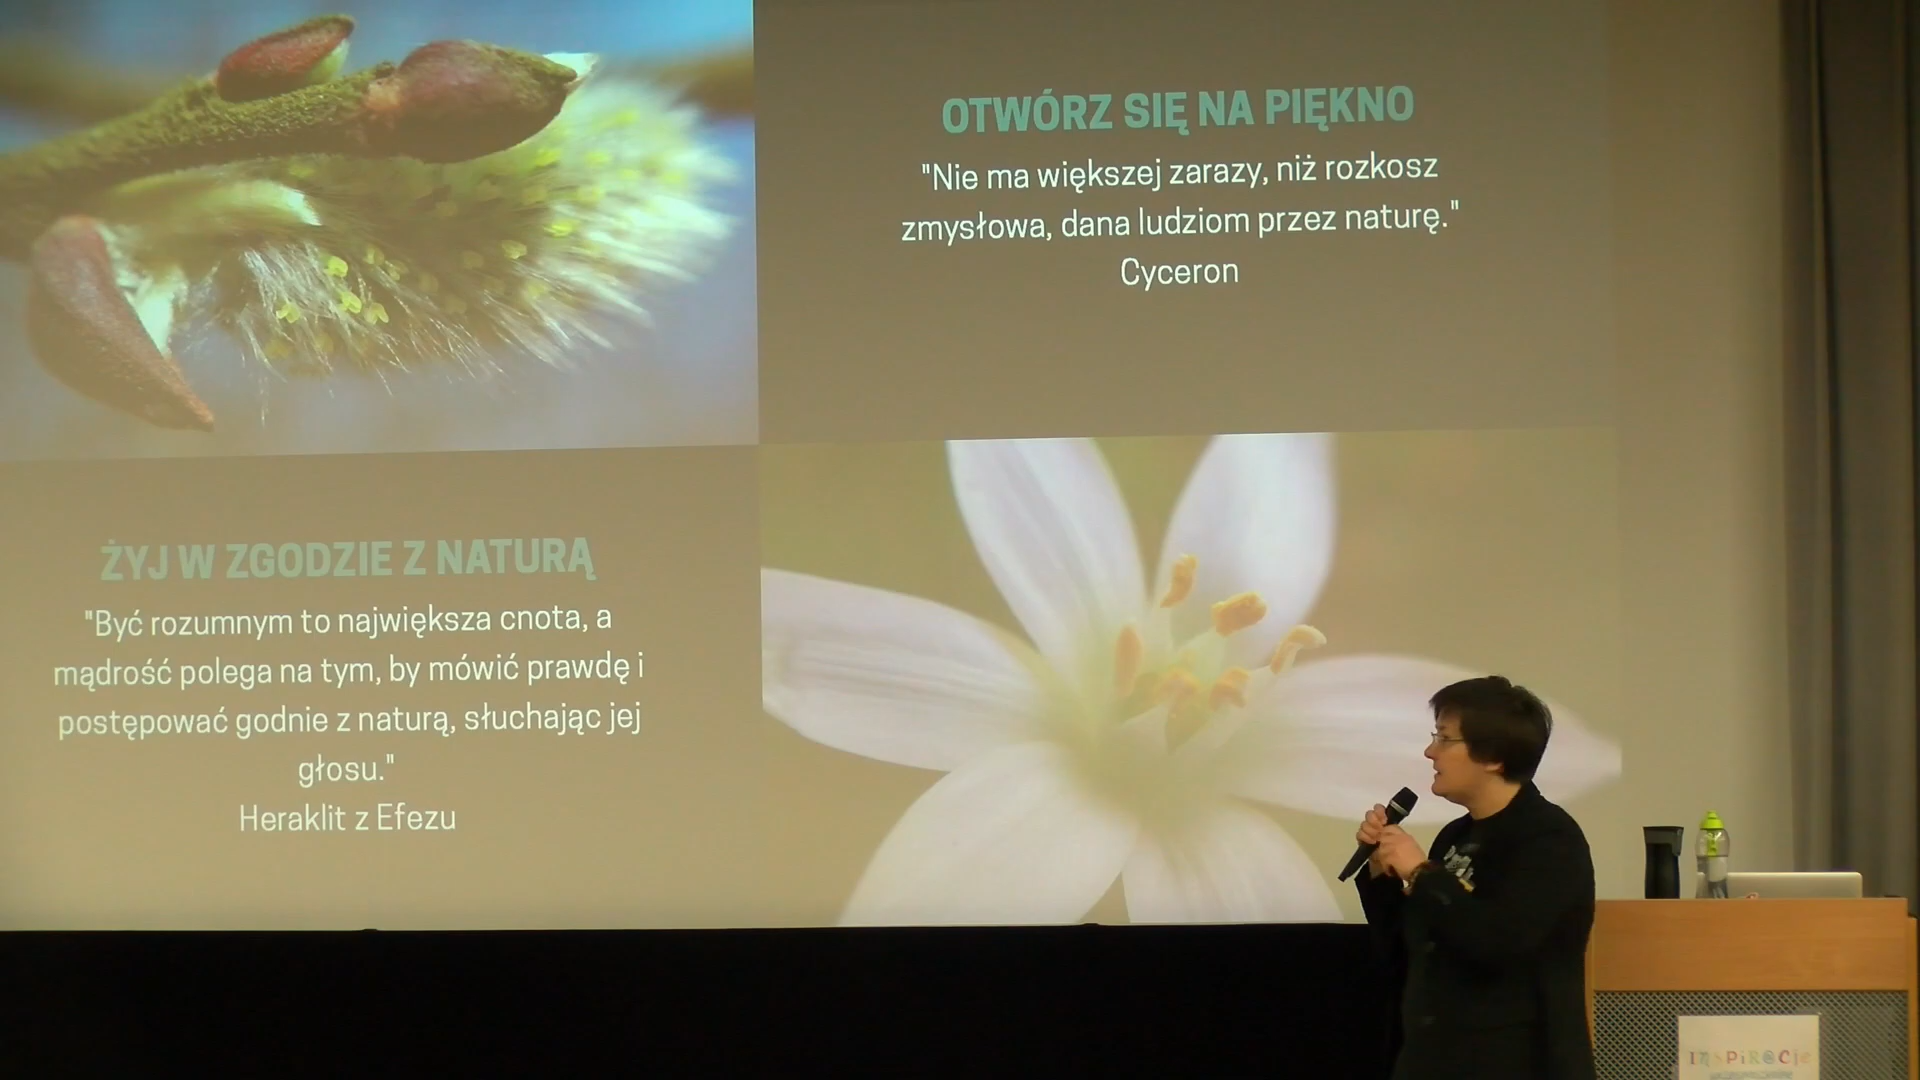 OTWÓRZ SIĘ NA PIĘKNO
"Nie ma większej zarazy, niż rozkosz
zmysłowa, dana ludziom przez naturę."
Cyceron
ŻYJ W ZGODZIE Z NATURĄ
"Być rozumnym to największa cnota, a
mądrość polega na tym, by mówić prawdę i
postępować godnie z naturą, słuchając jej
głosu."
Heraklit z Efezu
INSPiR@Cje